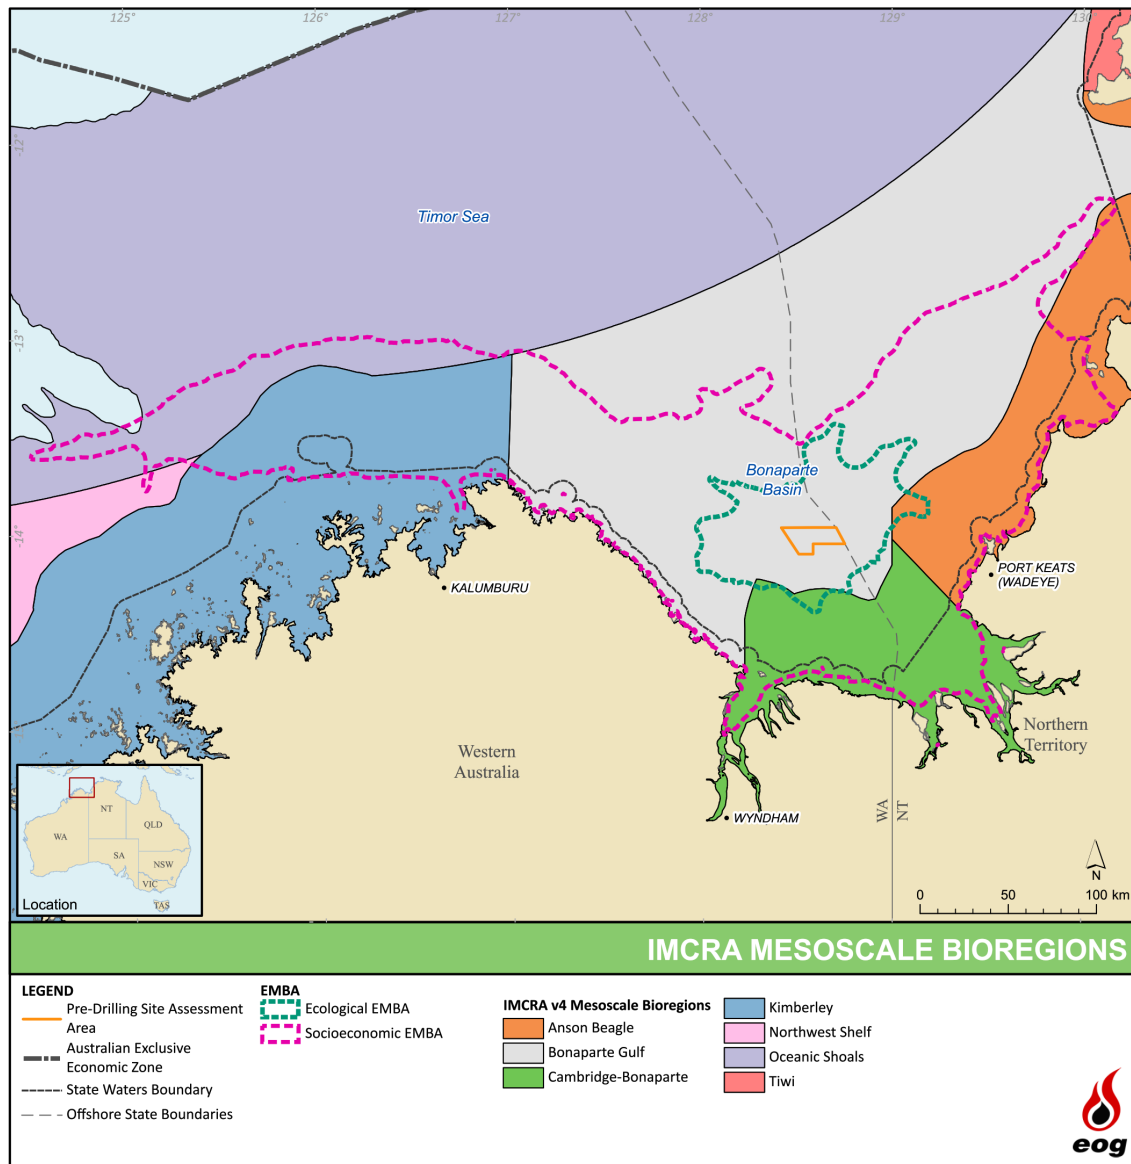 125° 126° 127° 128° 129° 130
-12°
Timor Sea
-13°
Bonaparte
Basin
-14°
PORT KEATS
(WADEYE)
KALUMBURU
Northern
Territory
Western
Australia
WA NT
WYNDHAM
NT
QLD
WA
SA
NSW
VIC
TAS
Location
N
0 50 100 km
IMCRA MESOSCALE BIOREGIONS
LEGEND
Pre-Drilling Site Assessment
Area
Australian Exclusive
Economic Zone
State Waters Boundary
Offshore State Boundaries
EMBA
Ecological EMBA
Socioeconomic EMBA
IMCRA v4 Mesoscale Bioregions
Anson Beagle
Bonaparte Gulf
Cambridge-Bonaparte
Kimberley
Northwest Shelf
Oceanic Shoals
Tiwi
eog